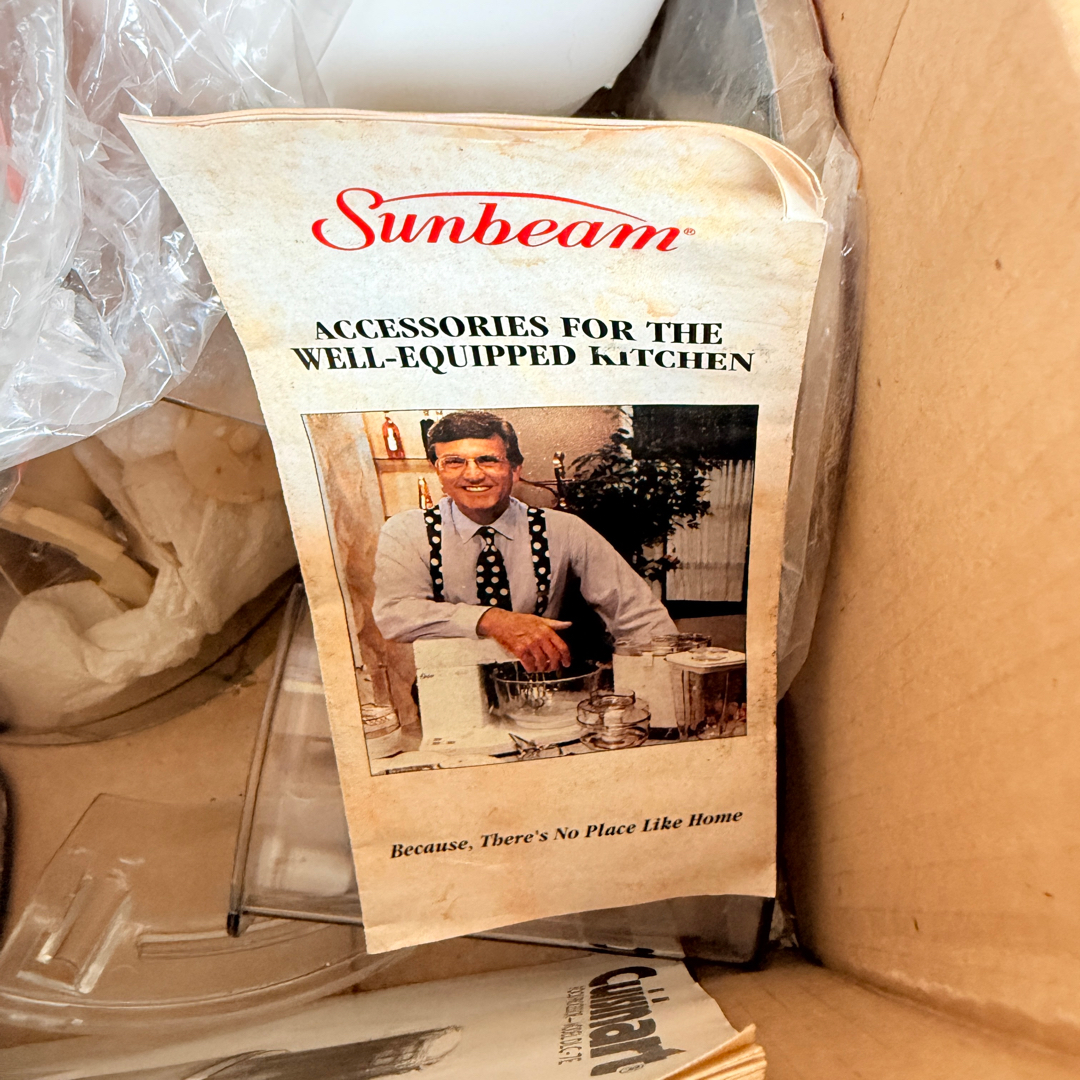 Sunbeam®
ACCESSORIES FOR THE
WELL-EQUIPPED KITCHEN
Because, There's No Place Like Home
Cuisinart®